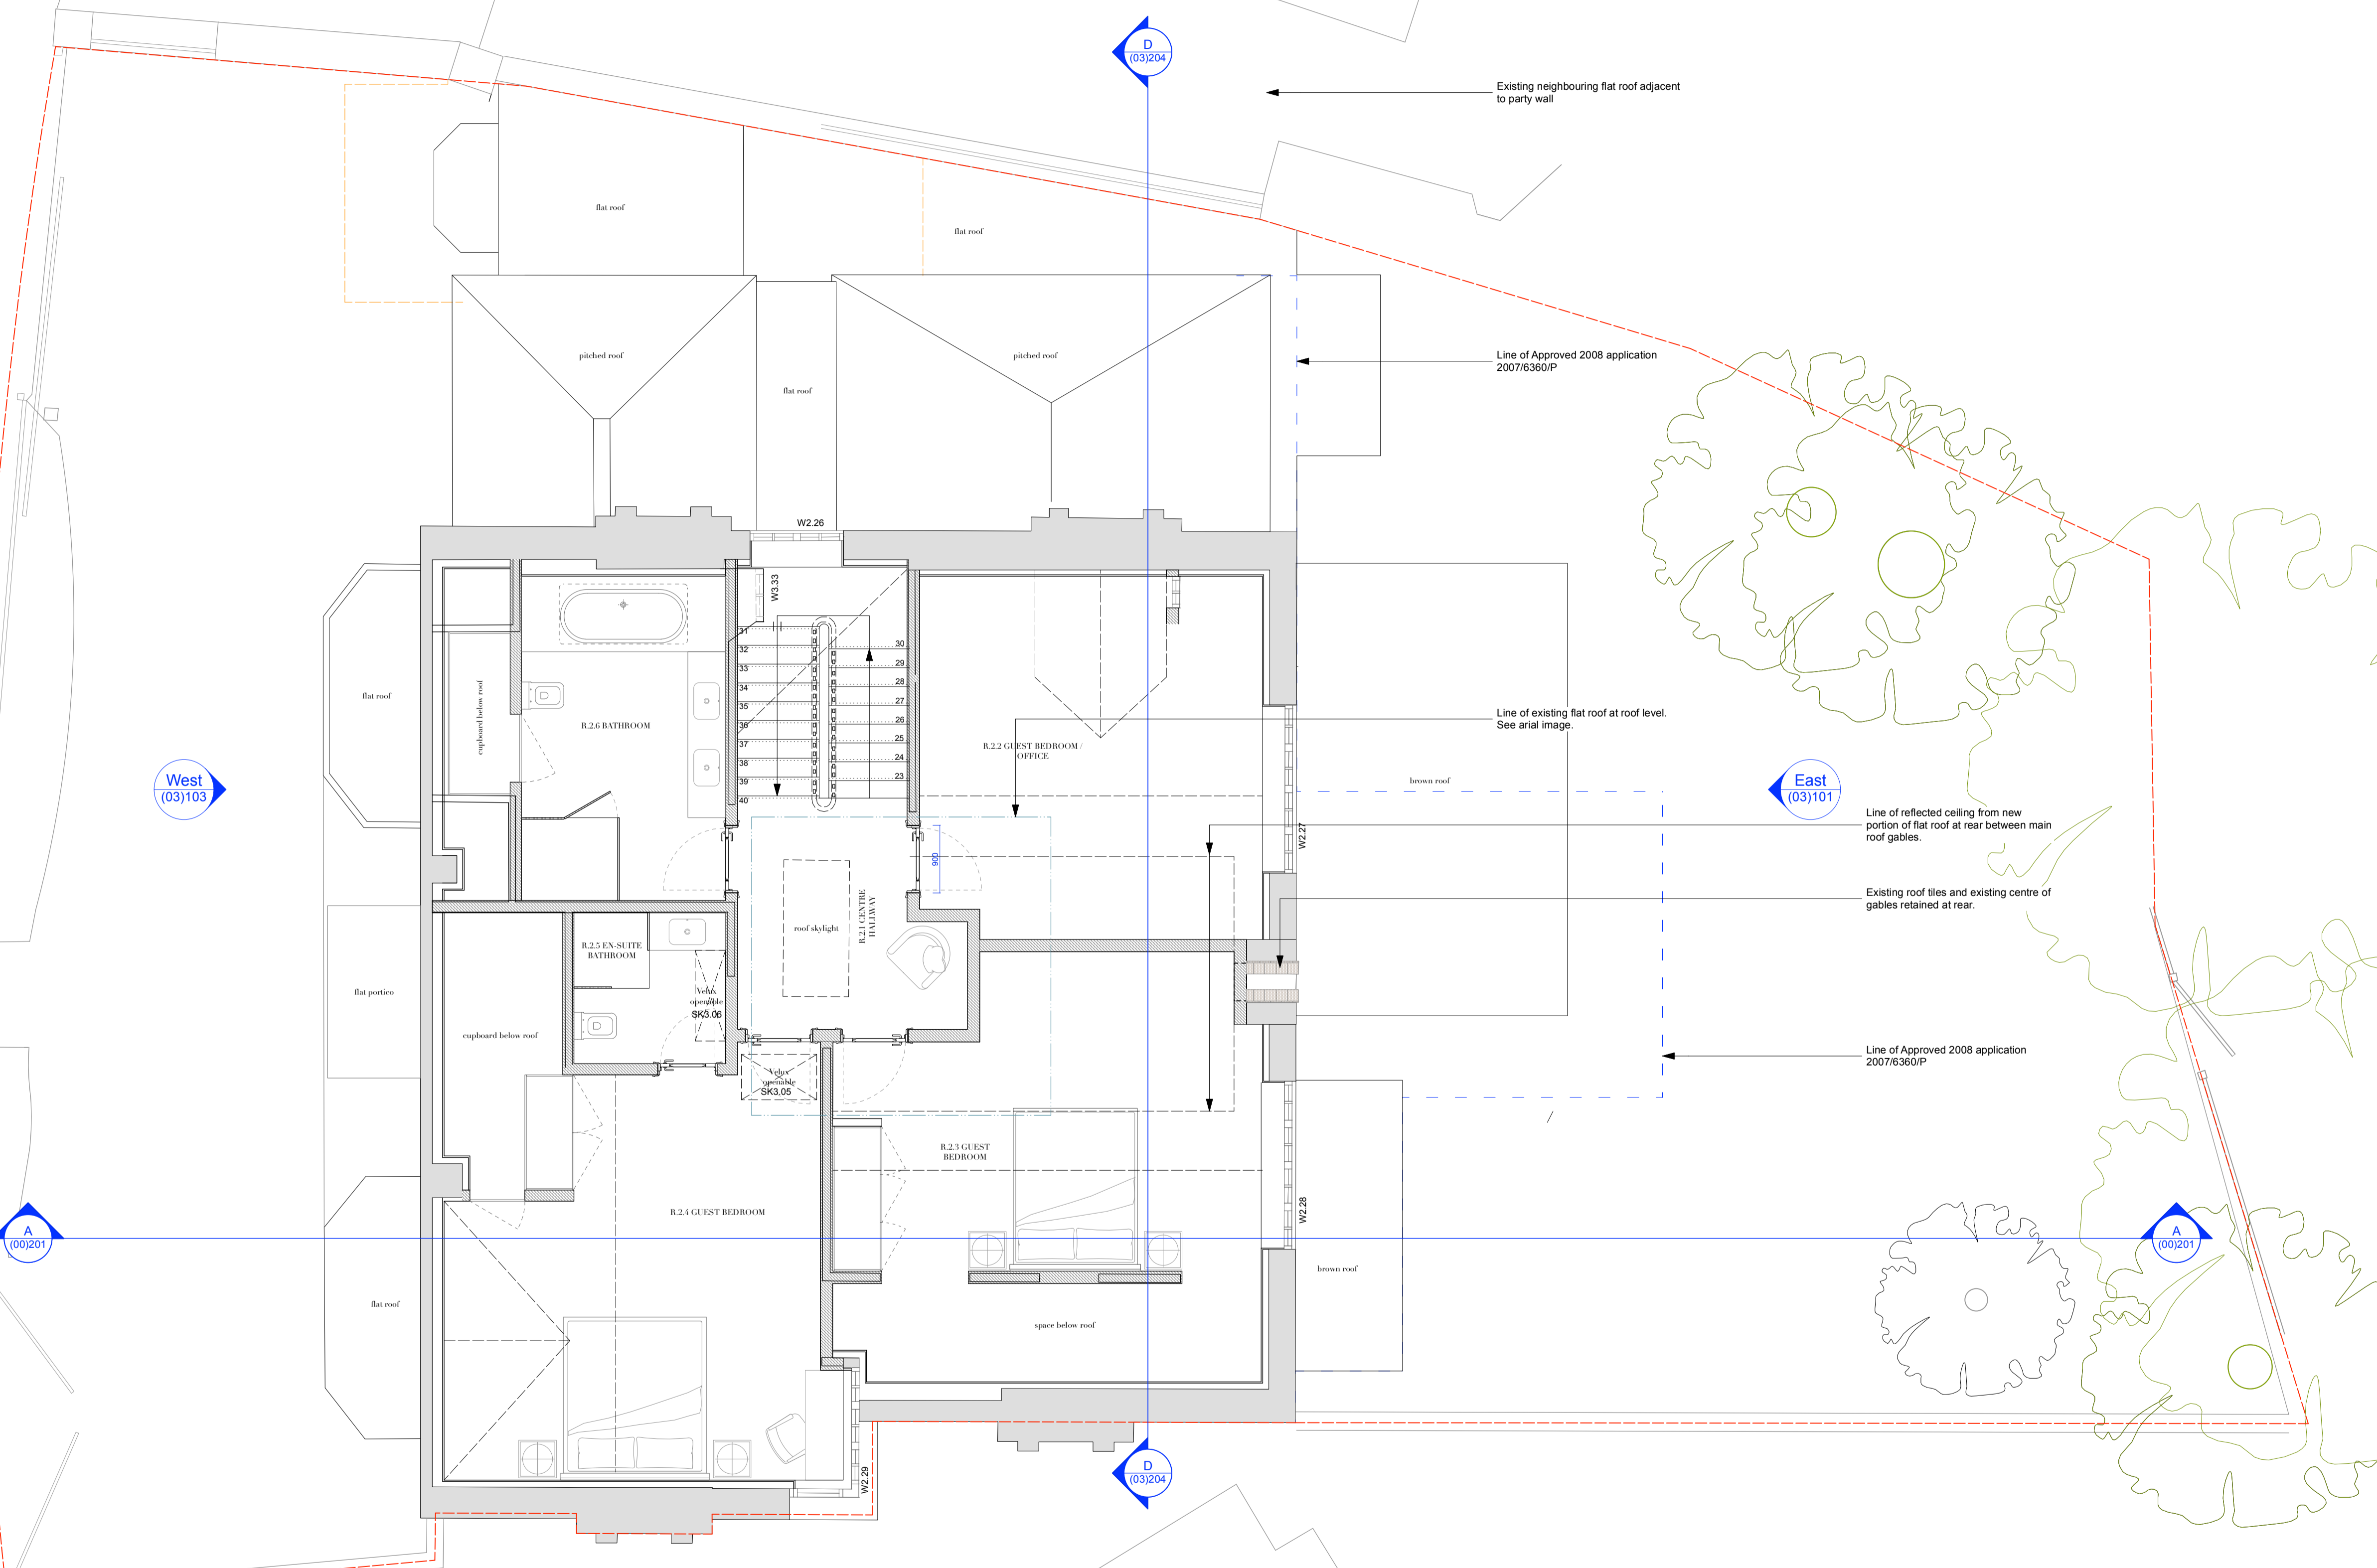 D
(03)204
Existing neighbouring flat roof adjacent
to party wall
flat roof
flat roof
pitched roof
pitched roof
flat roof
Line of Approved 2008 application
2007/6360/P
W2.26
W3.33
31
32
33
34
35
36
37
38
39
40
30
29
28
27
26
25
24
23
flat roof
cupboard below roof
R.2.6 BATHROOM
R.2.2 GUEST BEDROOM /
OFFICE
Line of existing flat roof at roof level.
See arial image.
West
(03)103
brown roof
East
(03)101
W2.27
Line of reflected ceiling from new
portion of flat roof at rear between main
roof gables.
900
Existing roof tiles and existing centre of
gables retained at rear.
roof skylight
R.2.1 CENTRE
HALLWAY
R.2.5 EN-SUITE
BATHROOM
flat portico
Velux
openable
SK3.06
cupboard below roof
Velux
openable
SK3.05
Line of Approved 2008 application
2007/6360/P
R.2.3 GUEST
BEDROOM
R.2.4 GUEST BEDROOM
W2.28
A
(00)201
A
(00)201
brown roof
flat roof
space below roof
W2.29
D
(03)204